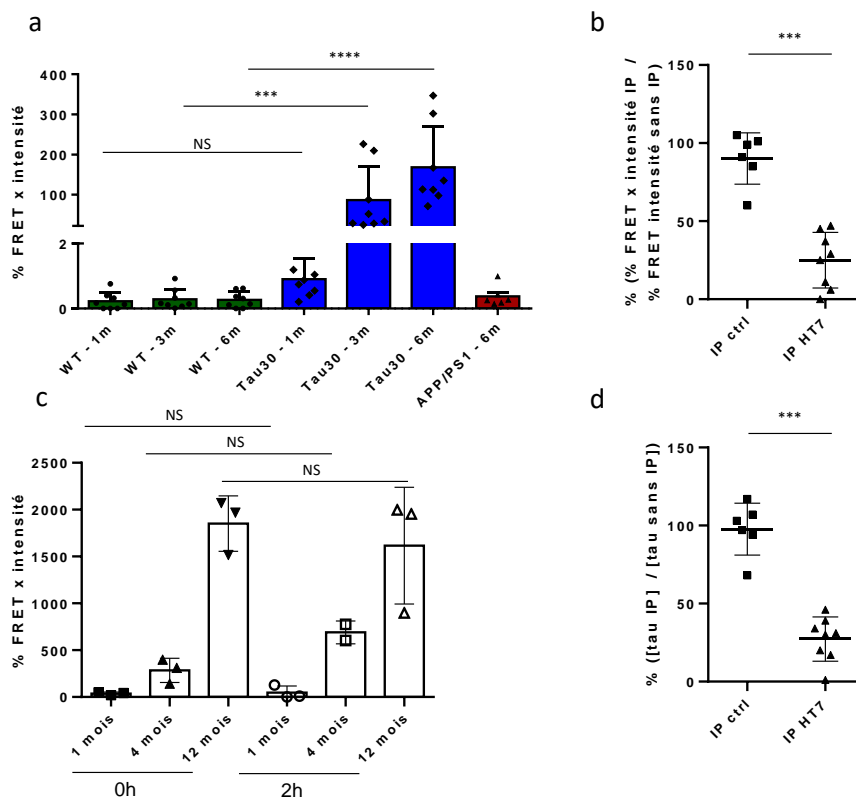 a
****
***
NS
% FRET x intensité
400
300
200
100
2
0
WT - 1m
WT - 3m
WT - 6m
Tau30 - 1m
Tau30 - 3m
Tau30 - 6m
APP/PS1 - 6m
b
***
% (% FRET x intensité IP /
% FRET intensité sans IP)
150
100
50
0
IP ctrl
IP HT7
c
NS
NS
NS
% FRET x intensité
2500
2000
1500
1000
500
0
1 mois
4 mois
12 mois
1 mois
4 mois
12 mois
0h
2h
d
***
% ([tau IP] / [tau sans IP])
150
100
50
0
IP ctrl
IP HT7